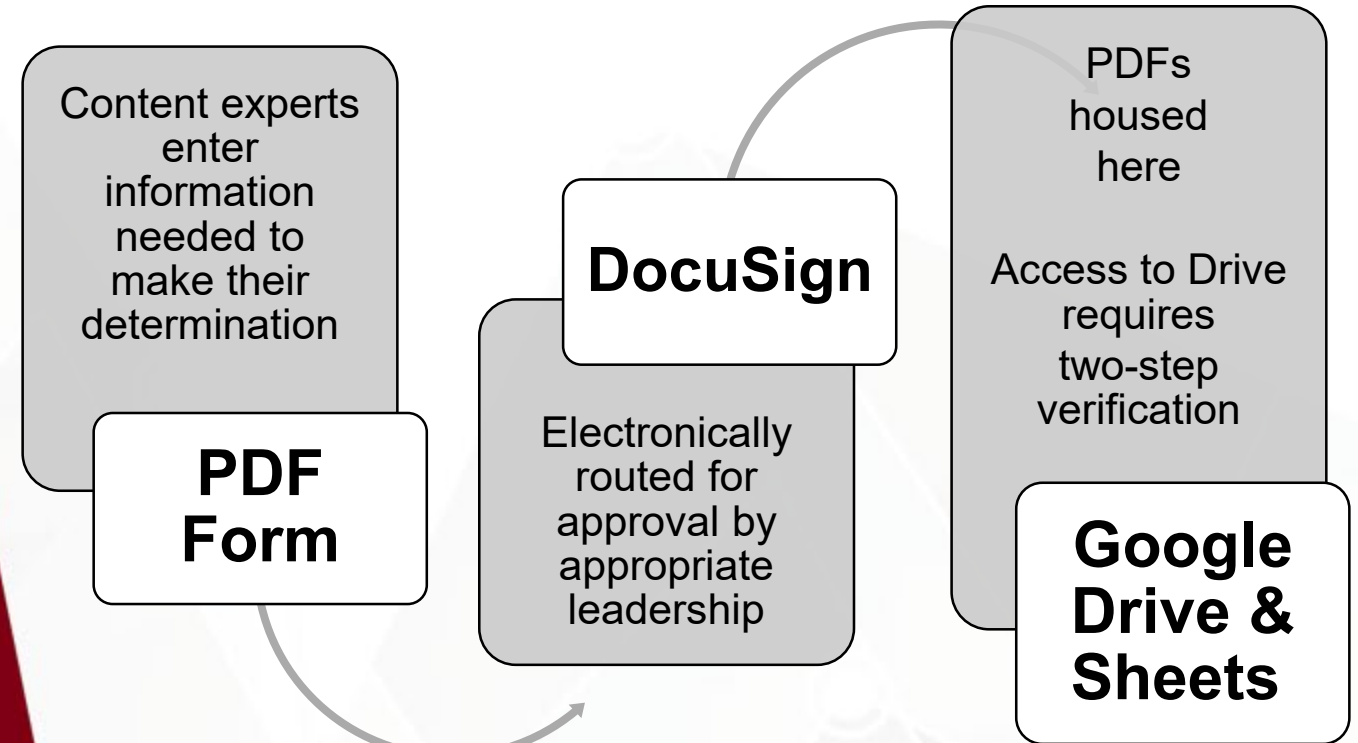 Content experts
enter
information
needed to
make their
determination
PDF
Form
DocuSign
Electronically
routed for
approval by
appropriate
leadership
PDFs
housed
here
Access to Drive
requires
two-step
verification
Google
Drive &
Sheets